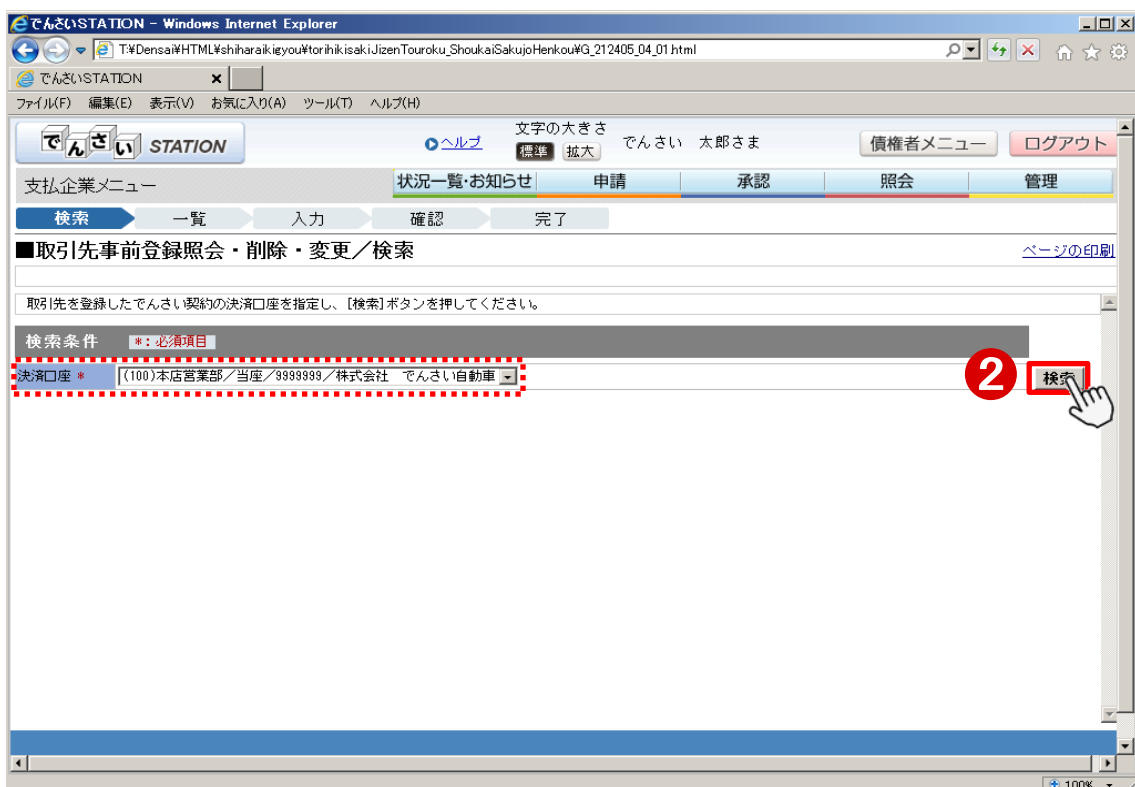 でんさいSTATION - Windows Internet Explorer
T:¥Densai¥HTML¥shiharaikigyou¥torihikisakiJizenTouroku_ShoukaiSakujoHenkou¥G_212405_04_01.html
でんさいSTATION
ファイル(F) 編集(E) 表示(V) お気に入り(A) ツール(T) ヘルプ(H)
でんさい STATION ヘルプ 文字の大きさ 標準 拡大 でんさい 太郎さま 債権者メニュー ログアウト
支払企業メニュー 状況一覧・お知らせ 申請 承認 照会 管理
検索 一覧 入力 確認 完了
■取引先事前登録照会・削除・変更／検索 ページの印刷
取引先を登録したでんさい契約の決済口座を指定し、[検索]ボタンを押してください。
検索条件 *：必須項目
決済口座 * (100)本店営業部／当座／9999999／株式会社 でんさい自動車 2 検索
100%